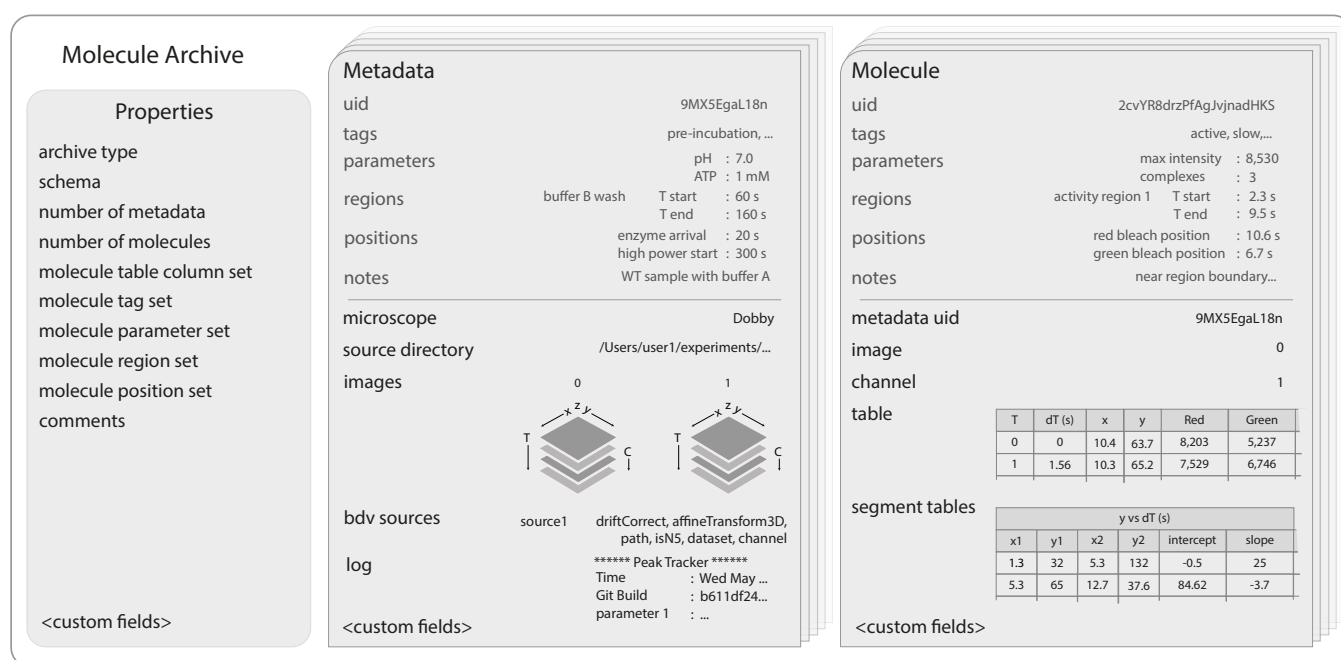 Molecule Archive
Properties
archive type
schema
number of metadata
number of molecules
molecule table column set
molecule tag set
molecule parameter set
molecule region set
molecule position set
comments
<custom fields>
Metadata
uid 9MX5EgaL18n
tags pre-incubation, ...
parameters pH : 7.0
ATP : 1 mM
regions buffer B wash T start : 60 s
T end : 160 s
positions enzyme arrival : 20 s
high power start : 300 s
notes WT sample with buffer A
microscope Dobby
source directory /Users/user1/experiments/...
images 0 1
x z y x z y
T C T C
bdv sources source1 driftCorrect, affineTransform3D,
path, isN5, dataset, channel
log ****** Peak Tracker ******
Time : Wed May ...
Git Build : b611df24...
parameter 1 : ...
<custom fields>
Molecule
uid 2cvYR8drzPfAgJvjnadHKS
tags active, slow,...
parameters max intensity : 8,530
complexes : 3
regions activity region 1 T start : 2.3 s
T end : 9.5 s
positions red bleach position : 10.6 s
green bleach position : 6.7 s
notes near region boundary...
metadata uid 9MX5EgaL18n
image 0
channel 1
table
T dT (s) x y Red Green
0 0 10.4 63.7 8,203 5,237
1 1.56 10.3 65.2 7,529 6,746
segment tables
y vs dT (s)
x1 y1 x2 y2 intercept slope
1.3 32 5.3 132 -0.5 25
5.3 65 12.7 37.6 84.62 -3.7
<custom fields>